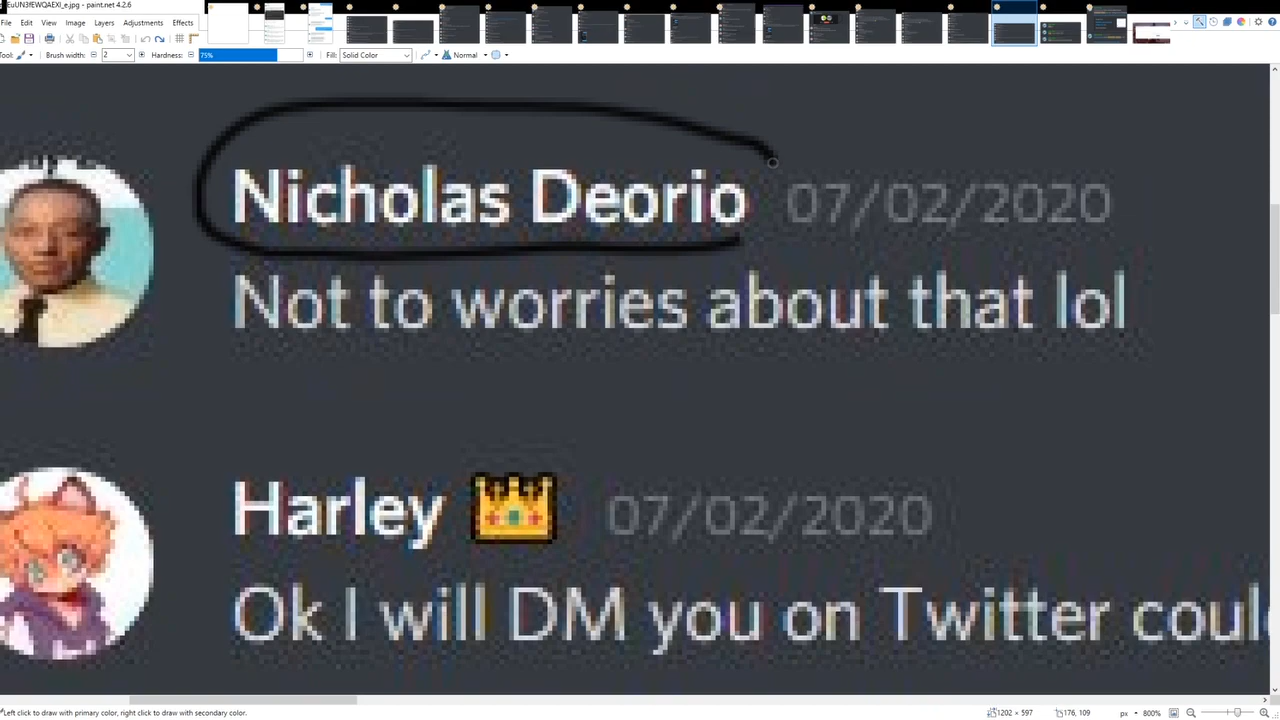 EuUN3fEWQAEXl_e.jpg - paint.net 4.2.6
File Edit View Image Layers Adjustments Effects
Tool: Brush width: 2 Hardness: 75% Fill: Solid Color Normal
Nicholas Deorio 07/02/2020
Not to worries about that lol
Harley 👑 07/02/2020
Ok I will DM you on Twitter coul
Left click to draw with primary color, right click to draw with secondary color. 1202 × 597 176, 109 px 800%